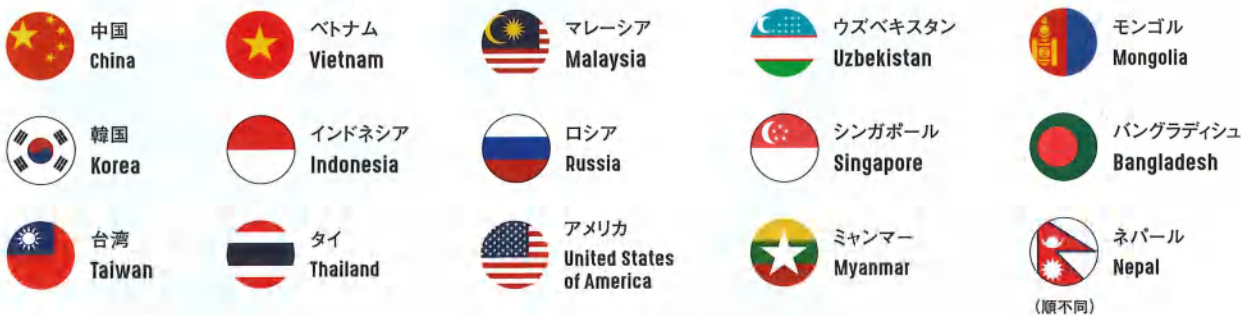 中国
China
ベトナム
Vietnam
マレーシア
Malaysia
ウズベキスタン
Uzbekistan
モンゴル
Mongolia
韓国
Korea
インドネシア
Indonesia
ロシア
Russia
シンガポール
Singapore
バングラディシュ
Bangladesh
台湾
Taiwan
タイ
Thailand
アメリカ
United States
of America
ミャンマー
Myanmar
ネパール
Nepal
(順不同)